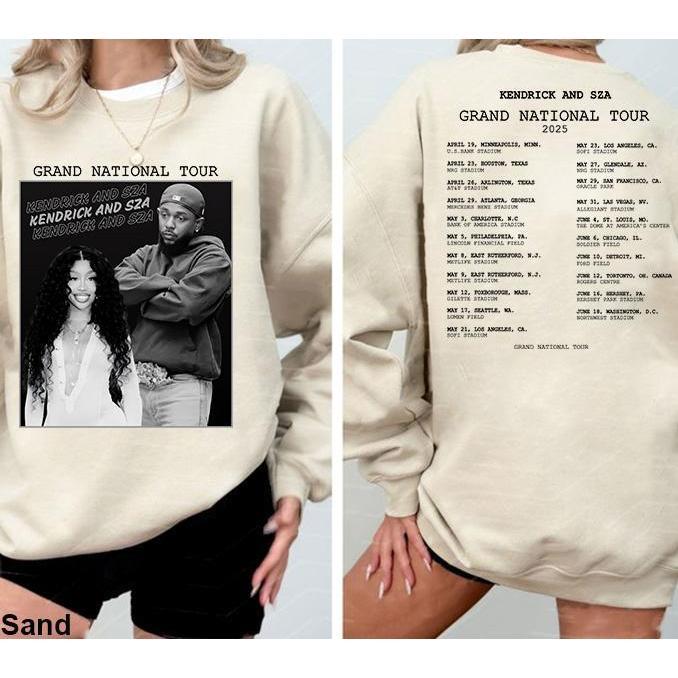 GRAND NATIONAL TOUR
KENDRICK AND SZA
KENDRICK AND SZA
KENDRICK AND SZA
Sand
KENDRICK AND SZA
GRAND NATIONAL TOUR
2025
APRIL 19, MINNEAPOLIS, MINN.
U.S.BANK STADIUM
APRIL 23, HOUSTON, TEXAS
NRG STADIUM
APRIL 26, ARLINGTON, TEXAS
AT&T STADIUM
APRIL 29, ATLANTA, GEORGIA
MERCEDES BENZ STADIUM
MAY 3, CHARLOTTE, N.C
BANK OF AMERICA STADIUM
MAY 5, PHILADELPHIA, PA.
LINCOLN FINANCIAL FIELD
MAY 8, EAST RUTHERFORD, N.J.
METLIFE STADIUM
MAY 9, EAST RUTHERFORD, N.J.
METLIFE STADIUM
MAY 12, FOXBOROUGH, MASS.
GILETTE STADIUM
MAY 17, SEATTLE, WA.
LUMEN FIELD
MAY 21, LOS ANGELES, CA.
SOFI STADIUM
MAY 23, LOS ANGELES, CA.
SOFI STADIUM
MAY 27, GLENDALE, AZ.
NRG STADIUM
MAY 29, SAN FRANCISCO, CA.
ORACLE PARK
MAY 31, LAS VEGAS, NV.
ALLEGIANT STADIUM
JUNE 4, ST. LOUIS, MO.
THE DOME AT AMERICA'S CENTER
JUNE 6, CHICAGO, IL.
SOLDIER FIELD
JUNE 10, DETROIT, MI.
FORD FIELD
JUNE 12, TORTONTO, OH, CANADA
ROGERS CENTRE
JUNE 16, HERSHEY, PA.
HERSHEY PARK STADIUM
JUNE 18, WASHINGTON, D.C.
NORTHWEST STADIUM
GRAND NATIONAL TOUR